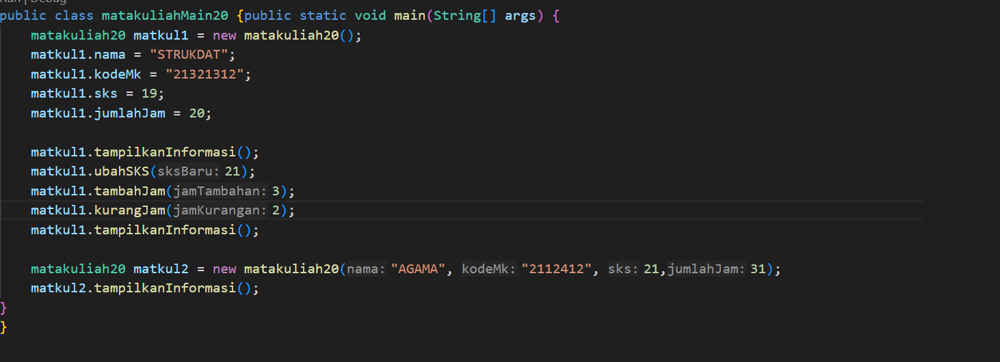 Run | Debug
public class matakuliahMain20 {public static void main(String[] args) {
matakuliah20 matkul1 = new matakuliah20();
matkul1.nama = "STRUKDAT";
matkul1.kodeMk = "21321312";
matkul1.sks = 19;
matkul1.jumlahJam = 20;
matkul1.tampilkanInformasi();
matkul1.ubahSKS(sksBaru: 21);
matkul1.tambahJam(jamTambahan: 3);
matkul1.kurangJam(jamKurangan: 2);
matkul1.tampilkanInformasi();
matakuliah20 matkul2 = new matakuliah20(nama: "AGAMA", kodeMk: "2112412", sks: 21,jumlahJam: 31);
matkul2.tampilkanInformasi();
}
}